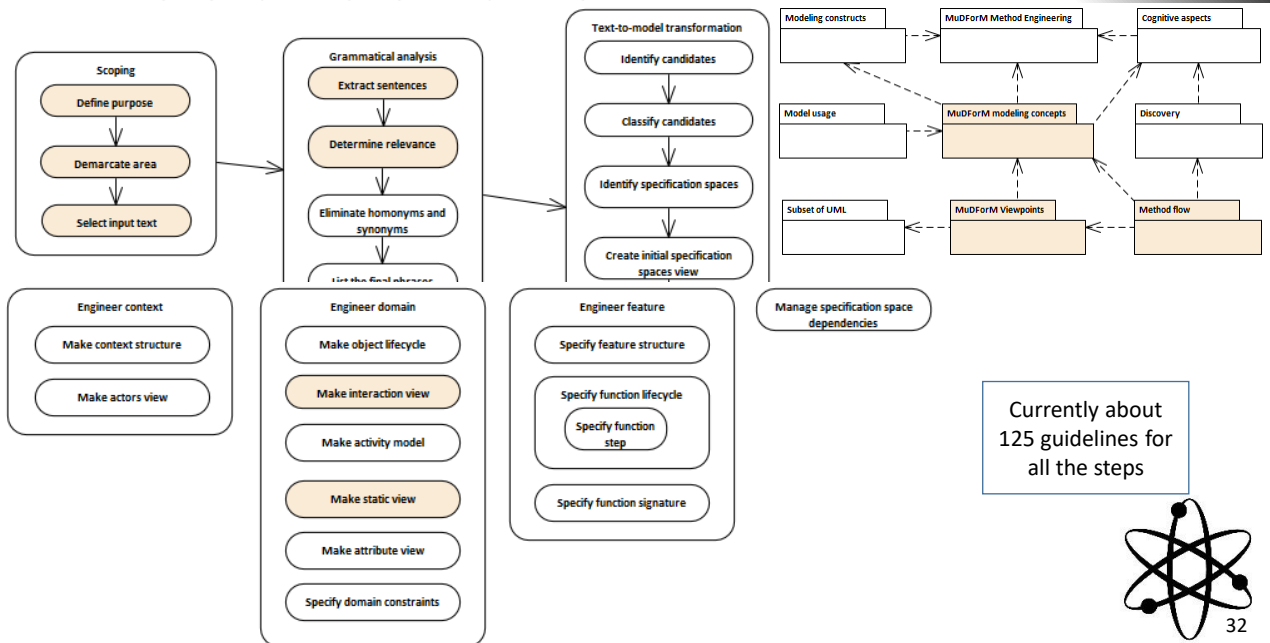 Scoping
Define purpose
Demarcate area
Select input text
Grammatical analysis
Extract sentences
Determine relevance
Eliminate homonyms and
synonyms
List the final phrases
Text-to-model transformation
Identify candidates
Classify candidates
Identify specification spaces
Create initial specification
spaces view
Modeling constructs
MuDForM Method Engineering
Cognitive aspects
Model usage
MuDForM modeling concepts
Discovery
Subset of UML
MuDForM Viewpoints
Method flow
Engineer context
Make context structure
Make actors view
Engineer domain
Make object lifecycle
Make interaction view
Make activity model
Make static view
Make attribute view
Specify domain constraints
Engineer feature
Specify feature structure
Specify function lifecycle
Specify function
step
Specify function signature
Manage specification space
dependencies
Currently about
125 guidelines for
all the steps
32